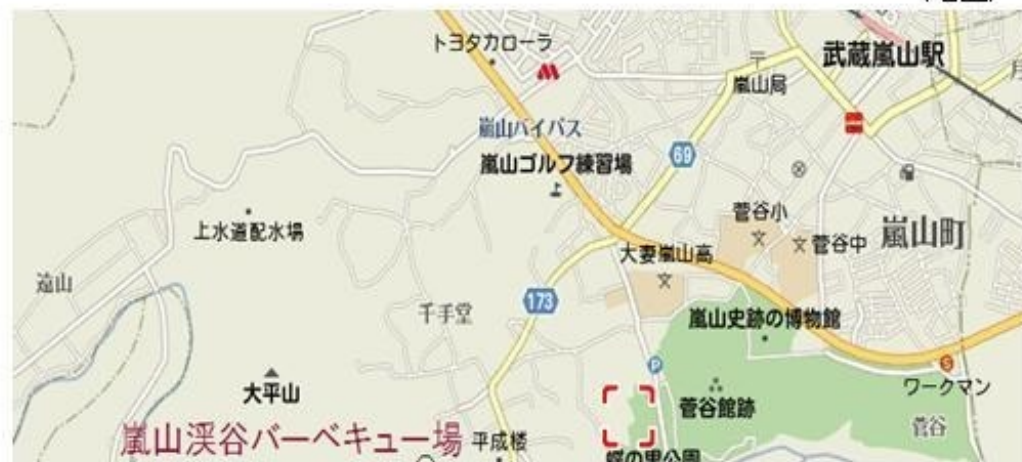 トヨタカローラ
武蔵嵐山駅
嵐山局
嵐山バイパス
69
嵐山ゴルフ練習場
菅谷小
上水道配水場
大妻嵐山高
菅谷中
嵐山町
遠山
173
千手堂
嵐山史跡の博物館
P
大平山
菅谷館跡
ワークマン
菅谷
嵐山渓谷バーベキュー場
平成楼